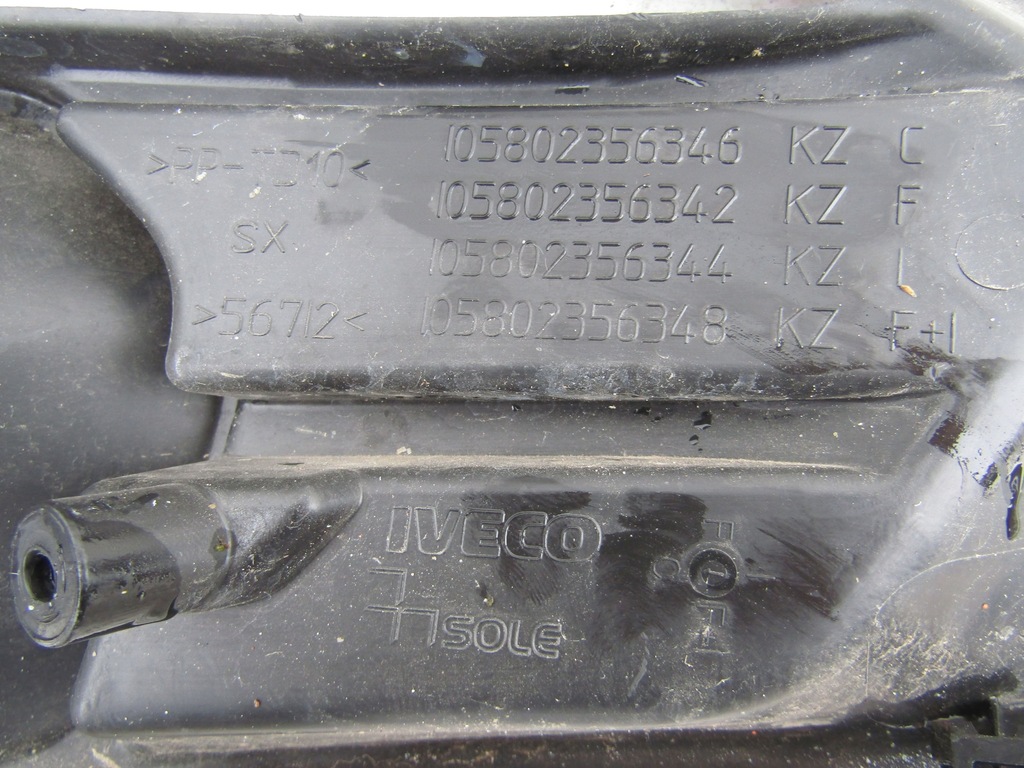 >PP-TD10<
SX
>56712<
105802356346 KZ C
105802356342 KZ F
105802356344 KZ I
105802356348 KZ F+I
IVECO
SOLE